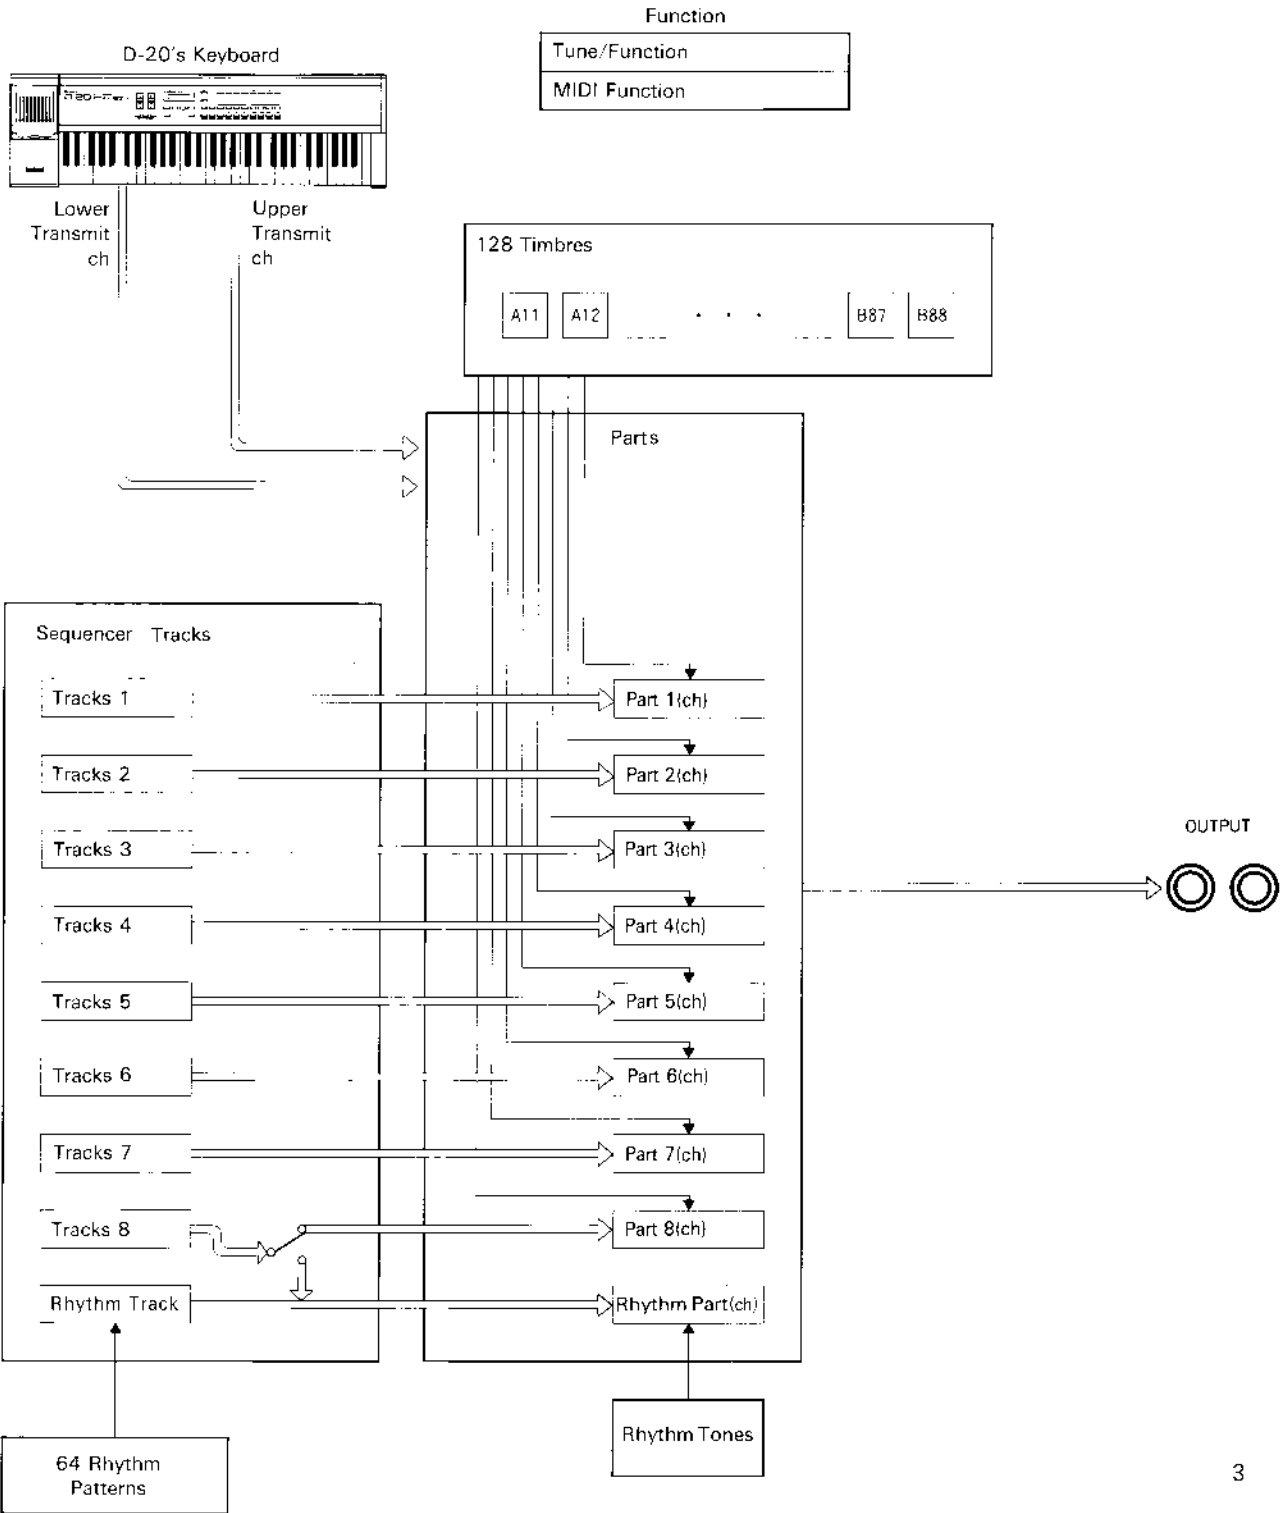 Function
Tune/Function
MIDI Function
D-20's Keyboard
Lower
Transmit
ch
Upper
Transmit
ch
128 Timbres
A11
A12
. . .
B87
B88
Parts
Sequencer Tracks
Tracks 1
Part 1(ch)
Tracks 2
Part 2(ch)
Tracks 3
Part 3(ch)
Tracks 4
Part 4(ch)
Tracks 5
Part 5(ch)
Tracks 6
Part 6(ch)
Tracks 7
Part 7(ch)
Tracks 8
Part 8(ch)
Rhythm Track
Rhythm Part(ch)
OUTPUT
Rhythm Tones
64 Rhythm
Patterns
3